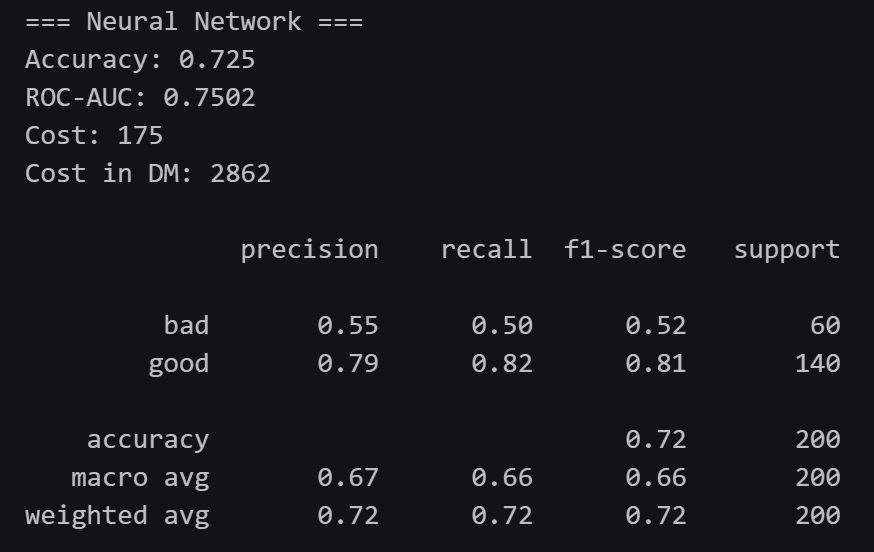 === Neural Network ===
Accuracy: 0.725
ROC-AUC: 0.7502
Cost: 175
Cost in DM: 2862
precision recall f1-score support
bad 0.55 0.50 0.52 60
good 0.79 0.82 0.81 140
accuracy 0.72 200
macro avg 0.67 0.66 0.66 200
weighted avg 0.72 0.72 0.72 200